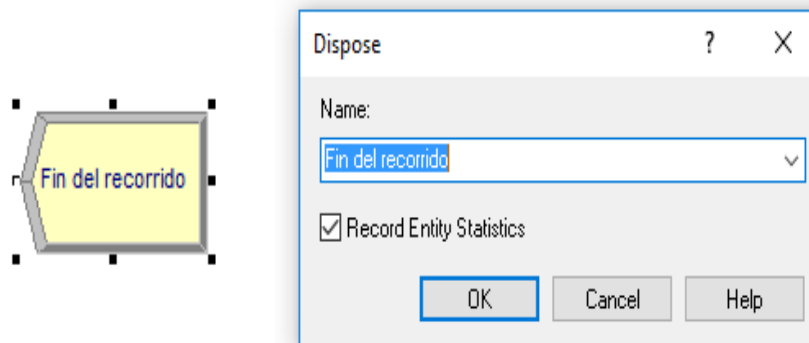 Fin del recorrido
Dispose
?
Name:
Fin del recorrido
Record Entity Statistics
OK
Cancel
Help